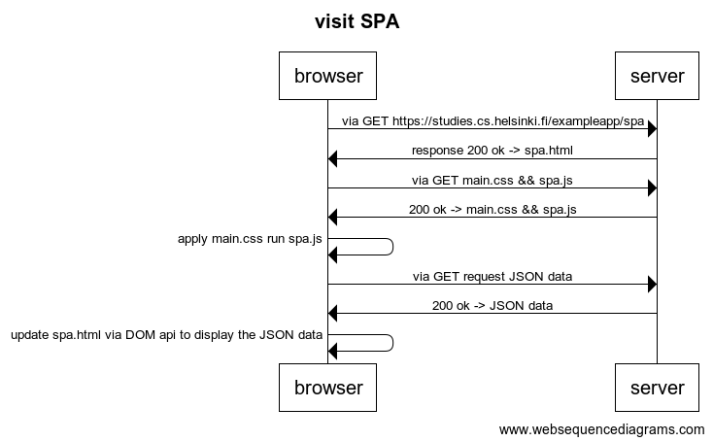 visit SPA
browser
server
via GET https://studies.cs.helsinki.fi/exampleapp/spa
response 200 ok -> spa.html
via GET main.css && spa.js
200 ok -> main.css && spa.js
apply main.css run spa.js
via GET request JSON data
200 ok -> JSON data
update spa.html via DOM api to display the JSON data
browser
server
www.websequencediagrams.com